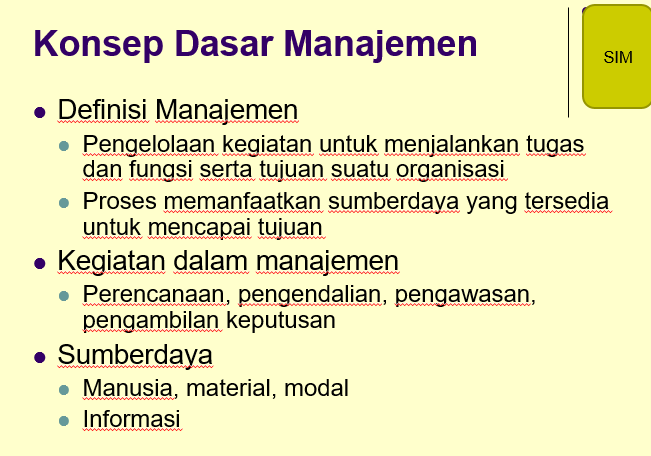 Konsep Dasar Manajemen
SIM
Definisi Manajemen
Pengelolaan kegiatan untuk menjalankan tugas
dan fungsi serta tujuan suatu organisasi
Proses memanfaatkan sumberdaya yang tersedia
untuk mencapai tujuan
Kegiatan dalam manajemen
Perencanaan, pengendalian, pengawasan,
pengambilan keputusan
Sumberdaya
Manusia, material, modal
Informasi